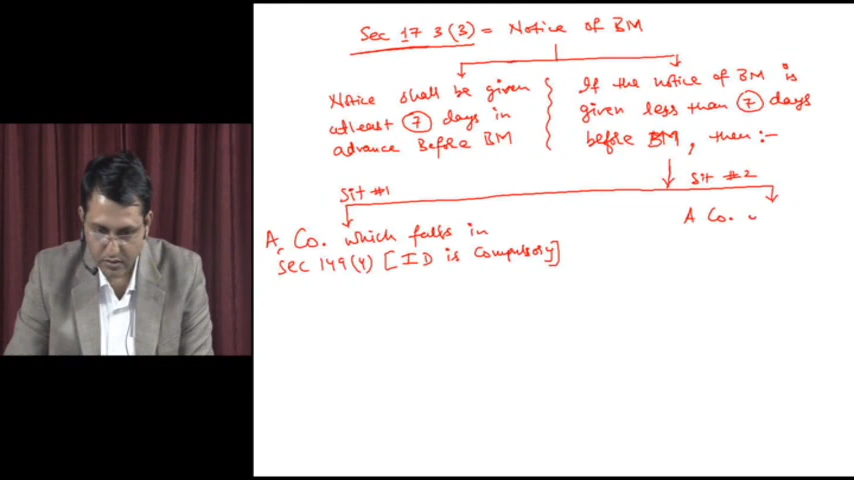 Sec 173(3) = Notice of BM
Notice shall be given
atleast 7 days in
advance Before BM
If the notice of BM is
given less than 7 days
before BM, then :-
Sit #1
Sit #2
A Co. which falls in
Sec 149(4) [ID is compulsory]
A Co.